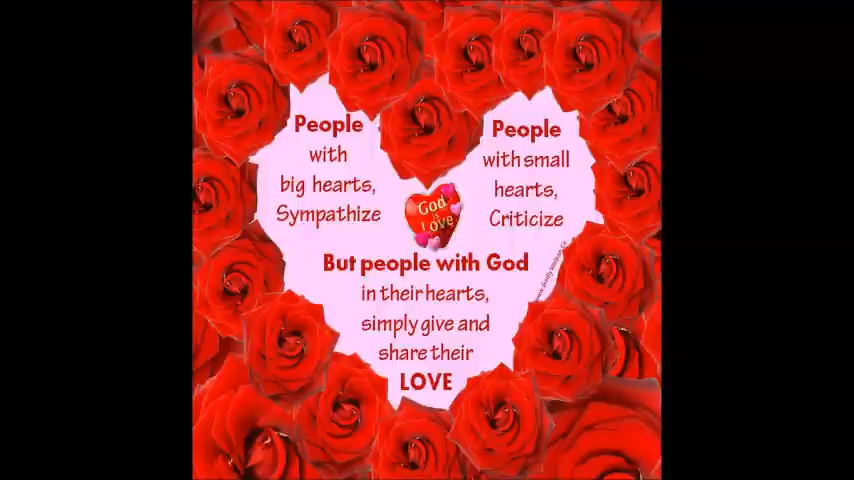 People
with
big hearts,
Sympathize
People
with small
hearts,
Criticize
God
is
Love
But people with God
in their hearts,
simply give and
share their
LOVE